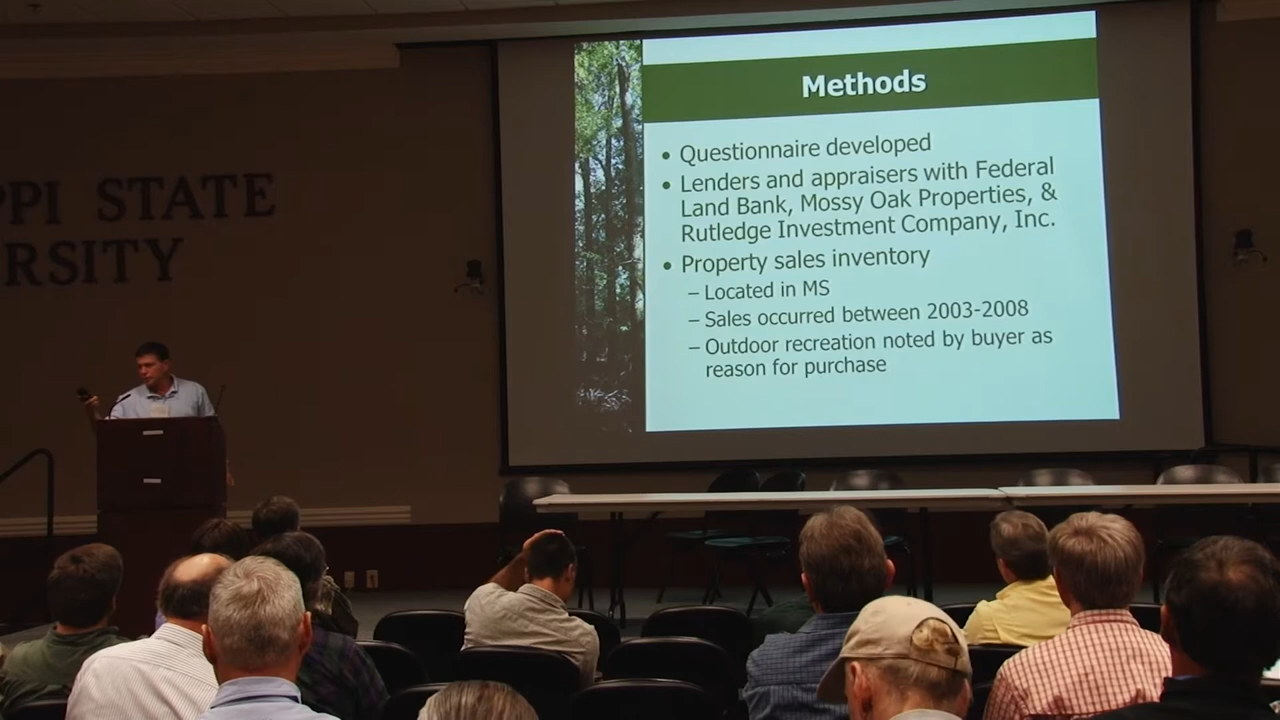 PPI STATE
RSITY
Methods
• Questionnaire developed
• Lenders and appraisers with Federal
Land Bank, Mossy Oak Properties, &
Rutledge Investment Company, Inc.
• Property sales inventory
– Located in MS
– Sales occurred between 2003-2008
– Outdoor recreation noted by buyer as
reason for purchase